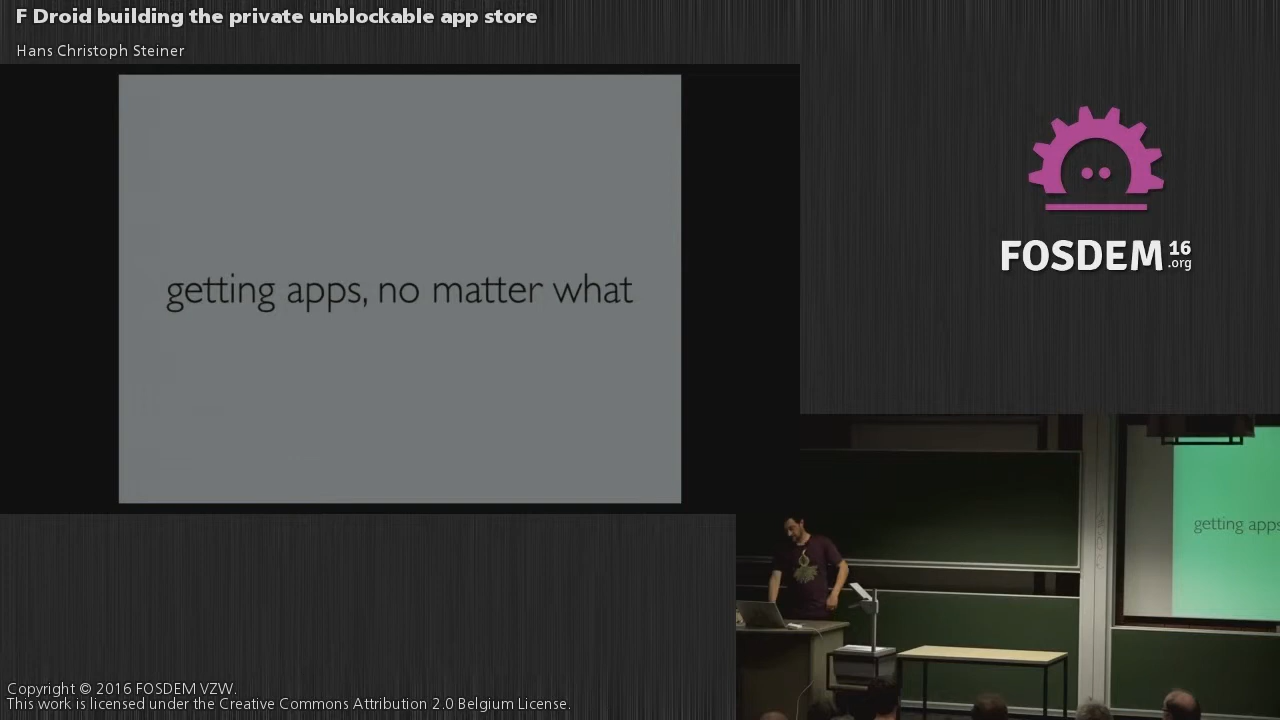 F Droid building the private unblockable app store
Hans Christoph Steiner
getting apps, no matter what
FOSDEM 16
.org
getting apps
Copyright © 2016 FOSDEM VZW.
This work is licensed under the Creative Commons Attribution 2.0 Belgium License.